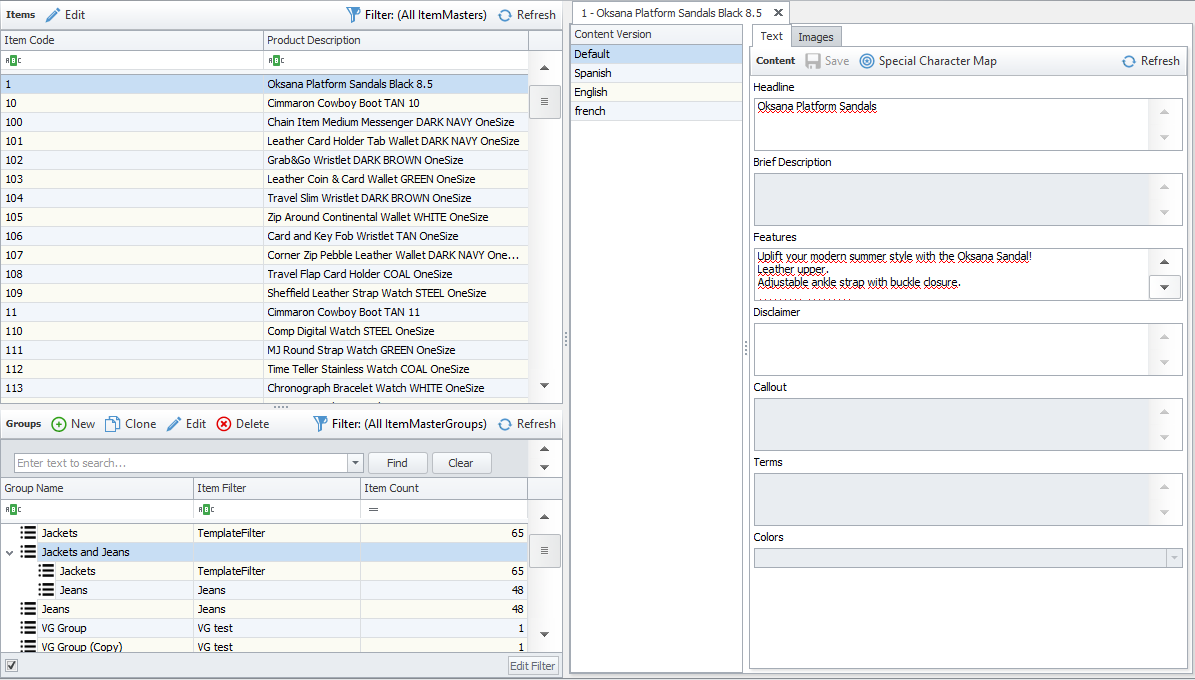 Items Edit Filter: (All ItemMasters) Refresh
Item Code Product Description
ABC ABC
1 Oksana Platform Sandals Black 8.5
10 Cimmaron Cowboy Boot TAN 10
100 Chain Item Medium Messenger DARK NAVY OneSize
101 Leather Card Holder Tab Wallet DARK NAVY OneSize
102 Grab&Go Wristlet DARK BROWN OneSize
103 Leather Coin & Card Wallet GREEN OneSize
104 Travel Slim Wristlet DARK BROWN OneSize
105 Zip Around Continental Wallet WHITE OneSize
106 Card and Key Fob Wristlet TAN OneSize
107 Corner Zip Pebble Leather Wallet DARK NAVY One...
108 Travel Flap Card Holder COAL OneSize
109 Sheffield Leather Strap Watch STEEL OneSize
11 Cimmaron Cowboy Boot TAN 11
110 Comp Digital Watch STEEL OneSize
111 MJ Round Strap Watch GREEN OneSize
112 Time Teller Stainless Watch COAL OneSize
113 Chronograph Bracelet Watch WHITE OneSize
Groups New Clone Edit Delete Filter: (All ItemMasterGroups) Refresh
Enter text to search... Find Clear
Group Name Item Filter Item Count
ABC ABC =
Jackets TemplateFilter 65
Jackets and Jeans
Jackets TemplateFilter 65
Jeans Jeans 48
Jeans Jeans 48
VG Group VG test 1
VG Group (Copy) VG test 1
Edit Filter
1 - Oksana Platform Sandals Black 8.5
Content Version
Default
Spanish
English
french
Text Images
Content Save Special Character Map Refresh
Headline
Oksana Platform Sandals
Brief Description
Features
Uplift your modern summer style with the Oksana Sandal!
Leather upper.
Adjustable ankle strap with buckle closure.
Disclaimer
Callout
Terms
Colors